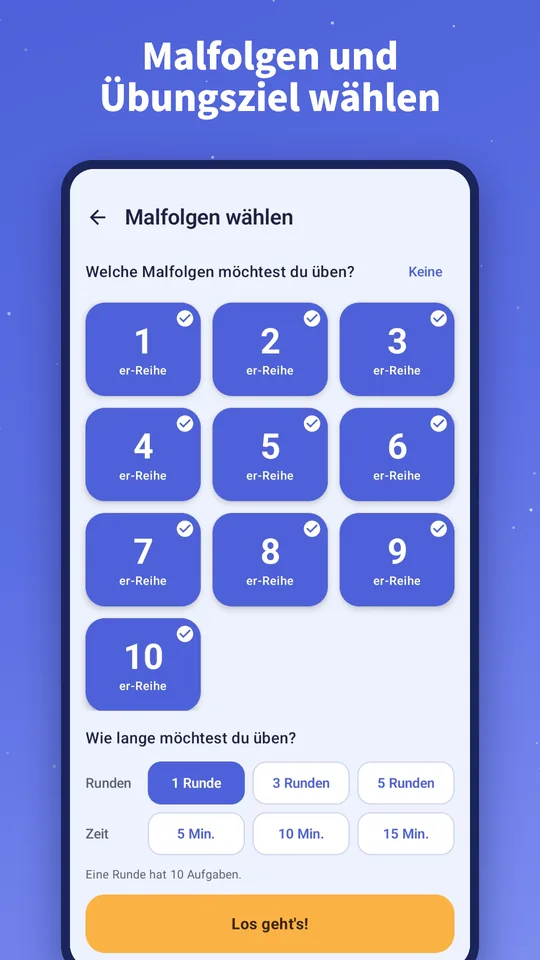 Malfolgen und
Übungsziel wählen
Malfolgen wählen
Welche Malfolgen möchtest du üben? Keine
1 2 3
er-Reihe er-Reihe er-Reihe
4 5 6
er-Reihe er-Reihe er-Reihe
7 8 9
er-Reihe er-Reihe er-Reihe
10
er-Reihe
Wie lange möchtest du üben?
Runden 1 Runde 3 Runden 5 Runden
Zeit 5 Min. 10 Min. 15 Min.
Eine Runde hat 10 Aufgaben.
Los geht's!